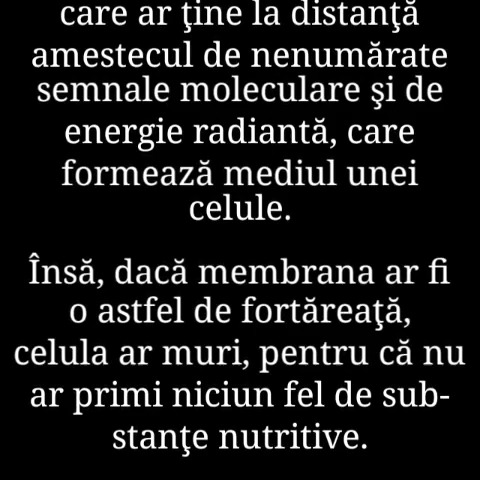 care ar ţine la distanţă
amestecul de nenumărate
semnale moleculare şi de
energie radiantă, care
formează mediul unei
celule.
Însă, dacă membrana ar fi
o astfel de fortăreaţă,
celula ar muri, pentru că nu
ar primi niciun fel de sub-
stanţe nutritive.